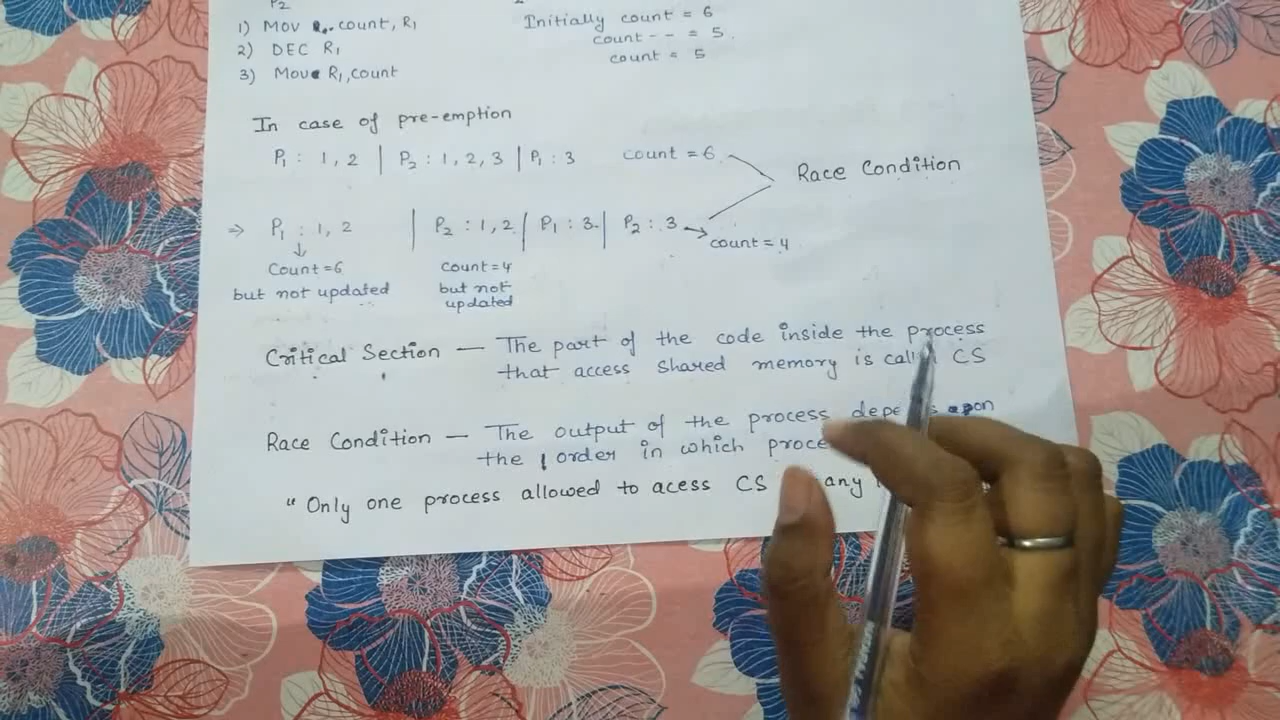 P2
1) Mov count, R1
2) DEC R1
3) Move R1, count
Initially count = 6
count - - = 5.
count = 5
In case of pre-emption
P1 : 1, 2 | P2 : 1, 2, 3 | P1 : 3 count = 6
Race Condition
⇒ P1 : 1, 2 | P2 : 1, 2 | P1 : 3. | P2 : 3 → count = 4
↓
Count = 6
but not updated
count = 4
but not
updated
Critical Section — The part of the code inside the process
that access shared memory is CS
Race Condition — The output of the process upon
the order in which
" Only one process allowed to acess CS any